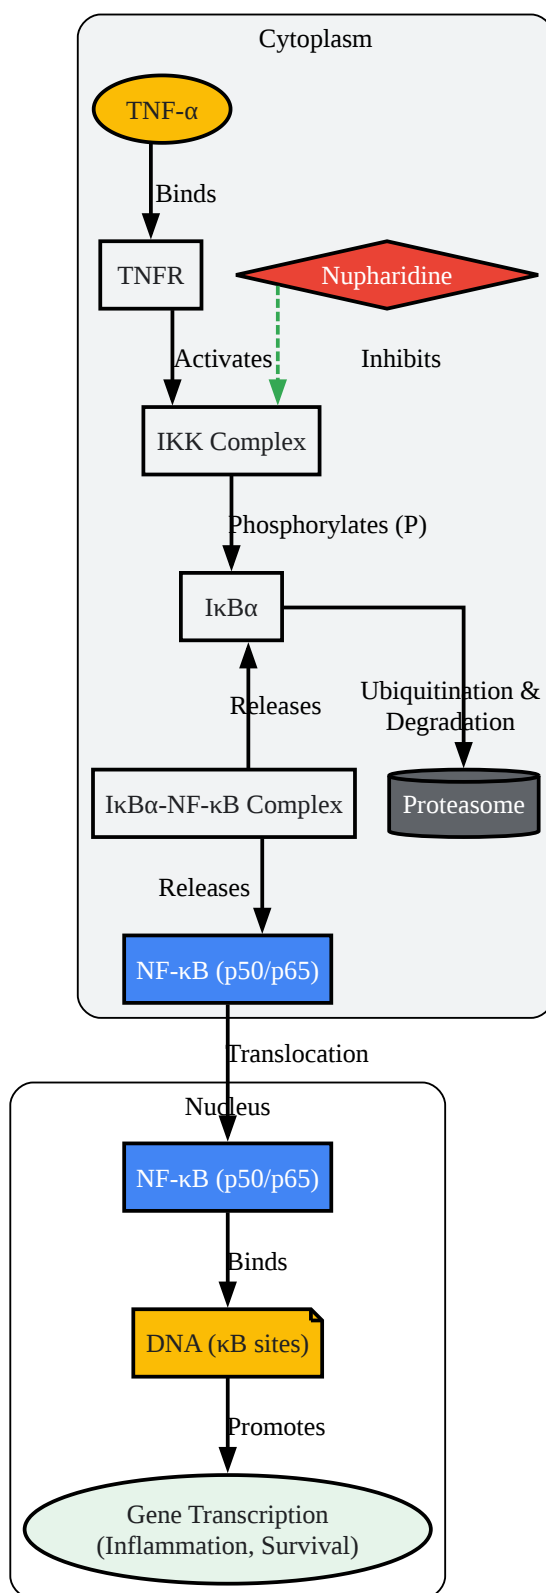 Cytoplasm
TNF-α
Binds
TNFR
Nupharidine
Activates
Inhibits
IKK Complex
Phosphorylates (P)
IκBα
Releases
Ubiquitination &
Degradation
IκBα-NF-κB Complex
Proteasome
Releases
NF-κB (p50/p65)
Translocation
Nucleus
NF-κB (p50/p65)
Binds
DNA (κB sites)
Promotes
Gene Transcription
(Inflammation, Survival)